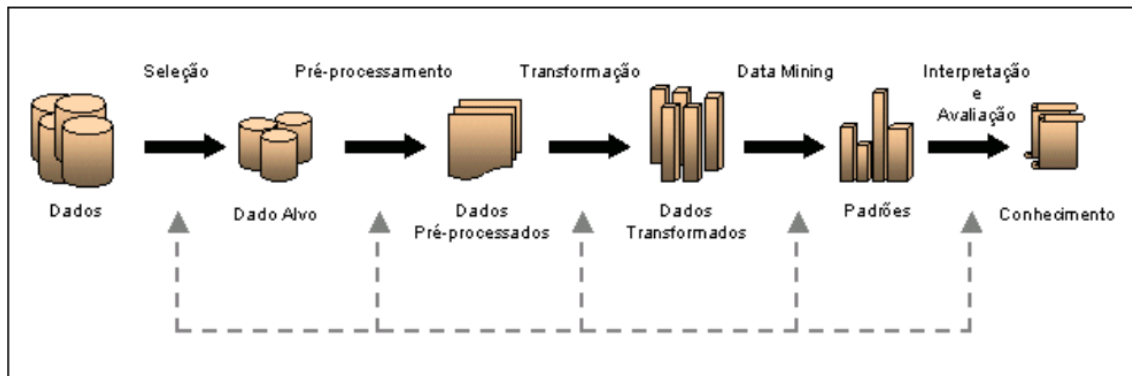 Seleção
Pré-processamento
Transformação
Data Mining
Interpretação
e
Avaliação
Dados
Dado Alvo
Dados
Pré-processados
Dados
Transformados
Padrões
Conhecimento